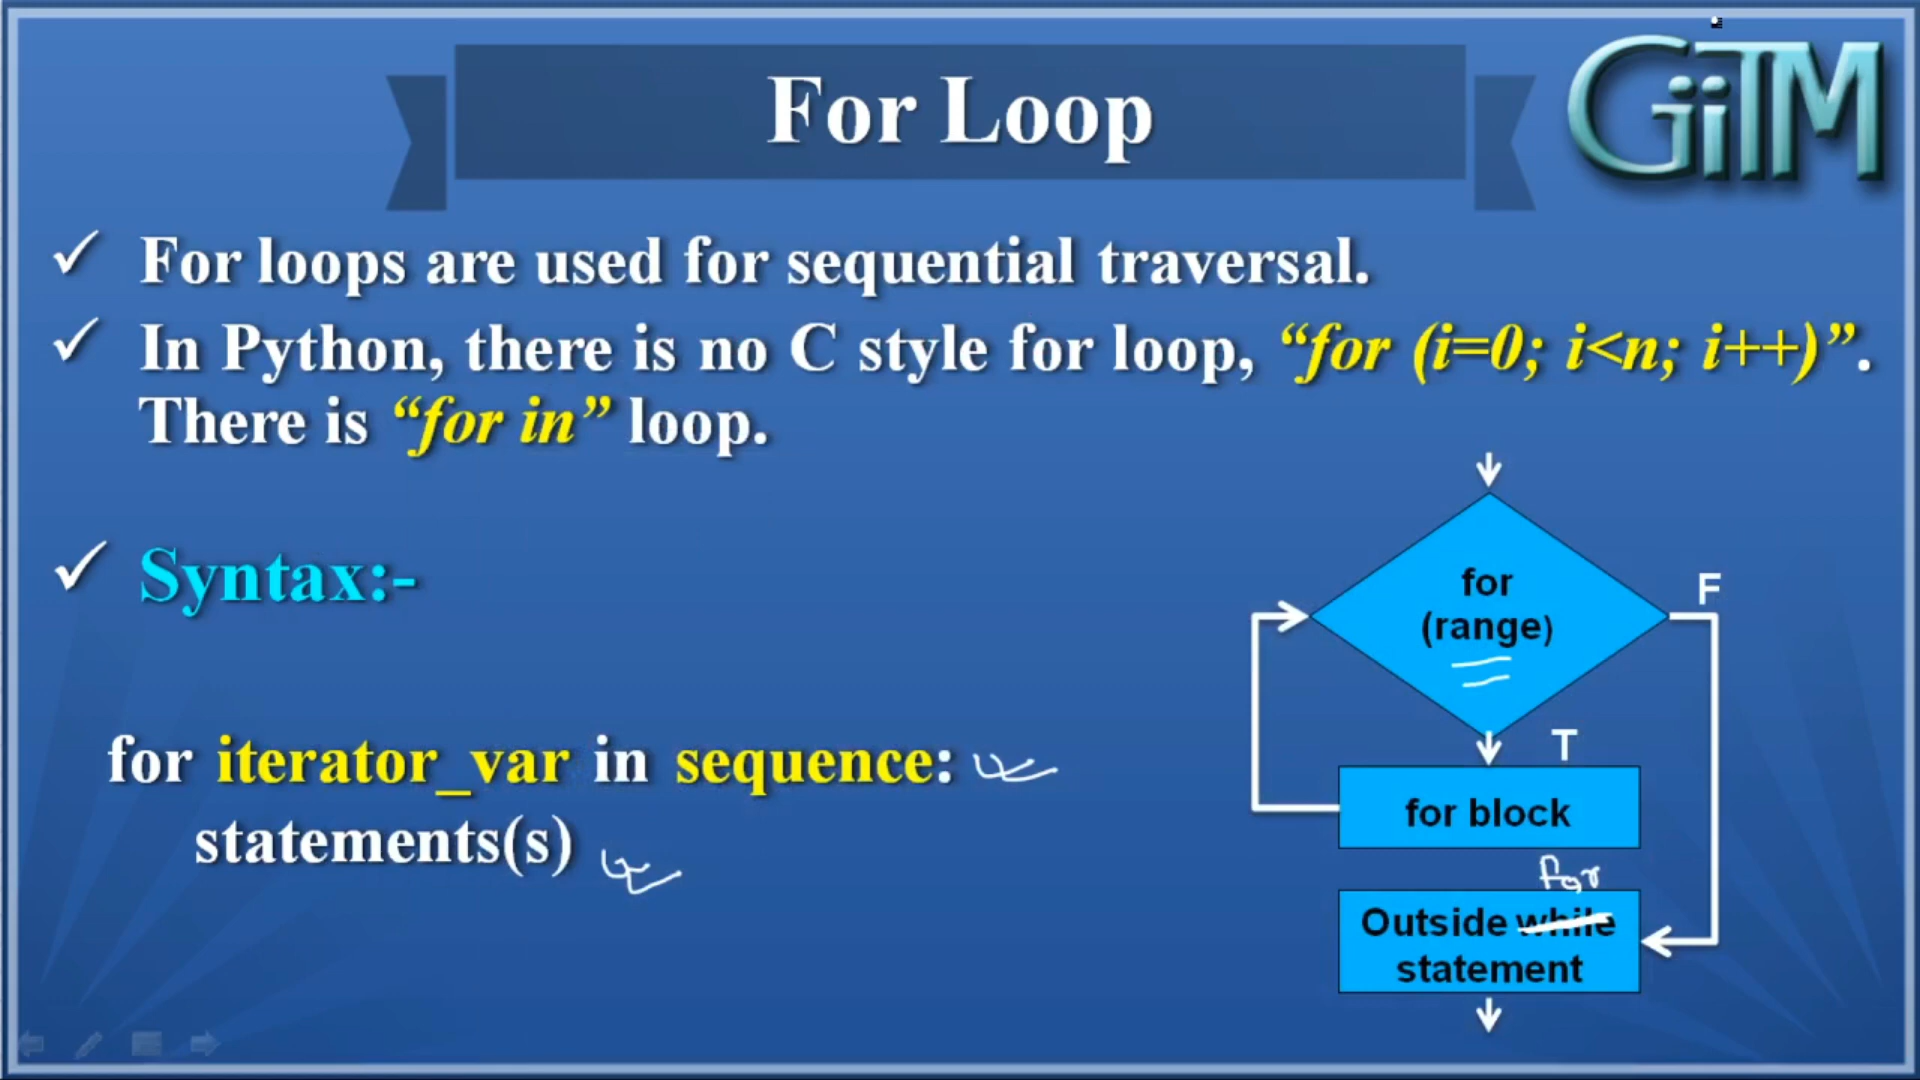 For Loop
GiiTM
✓ For loops are used for sequential traversal.
✓ In Python, there is no C style for loop, “for (i=0; i<n; i++)”.
There is “for in” loop.
✓ Syntax:-
for iterator_var in sequence:
statements(s)
for
(range)
F
T
for block
for
Outside while
statement